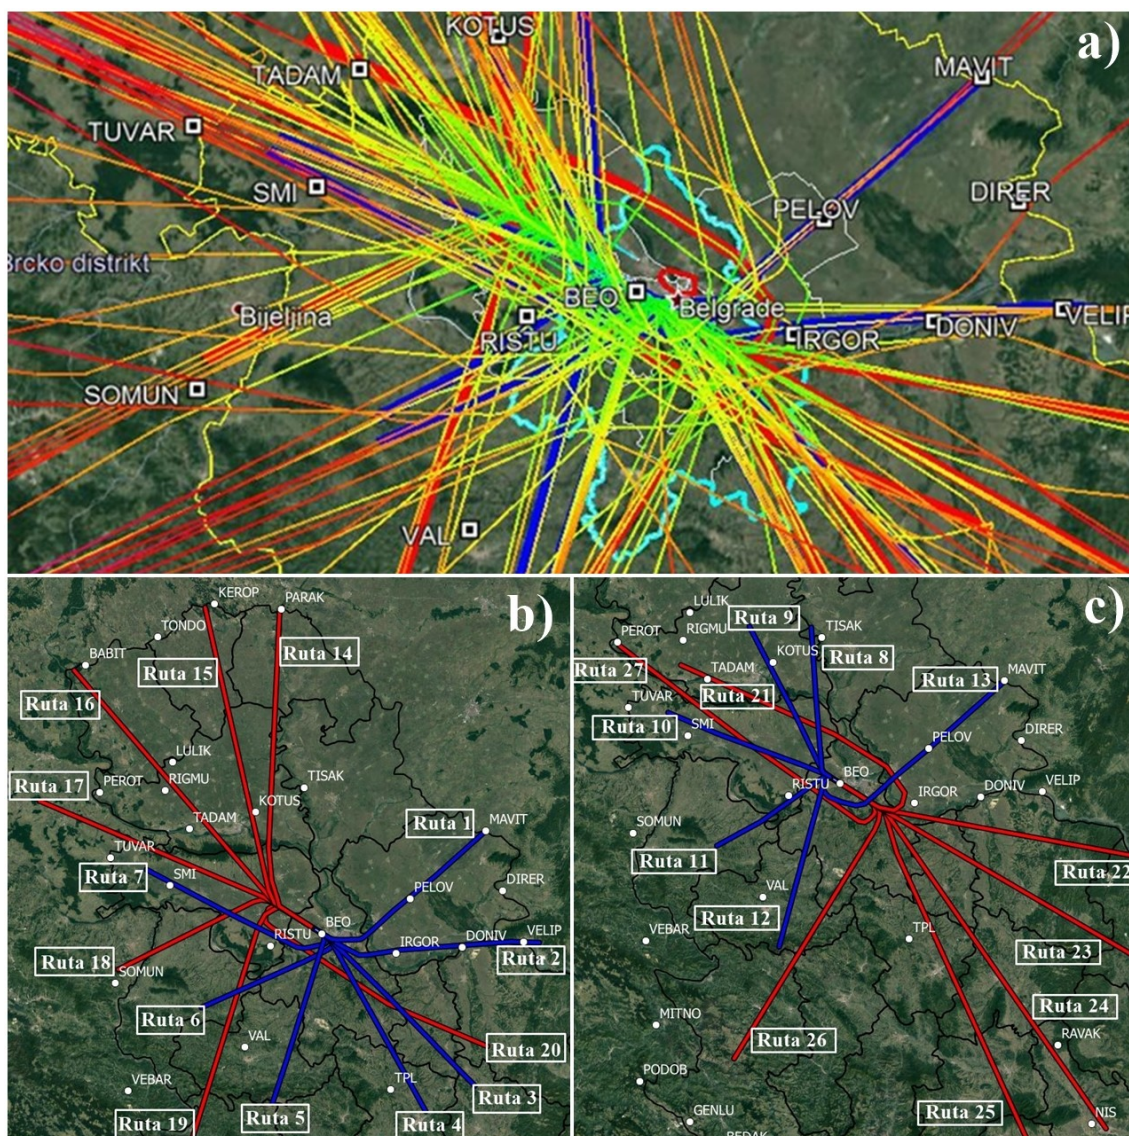 a)
KOTUS
TADAM
MAVIT
TUVAR
SMI
DIRER
PELOV
Brcko distrikt
BEO
Belgrade
Bijeljina
RISTU
IRGOR
DONIV
VELIP
SOMUN
VAL
b)
KEROP
PARAK
TONDO
Ruta 14
BABIT
Ruta 15
Ruta 16
LULIK
Ruta 17
PEROT
RIGMU
TISAK
KOTUS
TADAM
Ruta 1
MAVIT
TUVAR
Ruta 7
SMI
DIRER
PELOV
BEO
RISTU
IRGOR
DONIV
VELIP
Ruta 2
Ruta 18
SOMUN
Ruta 6
VAL
Ruta 20
VEBAR
TPL
Ruta 3
Ruta 19
Ruta 5
Ruta 4
c)
LULIK
Ruta 9
PEROT
RIGMU
TISAK
Ruta 27
KOTUS
Ruta 8
TADAM
Ruta 21
Ruta 13
MAVIT
TUVAR
Ruta 10
SMI
PELOV
DIRER
BEO
RISTU
IRGOR
DONIV
VELIP
SOMUN
Ruta 11
Ruta 22
VAL
Ruta 12
VEBAR
TPL
Ruta 23
MITNO
Ruta 24
Ruta 26
RAVAK
PODOB
GENLU
Ruta 25
NIS
BEDAK